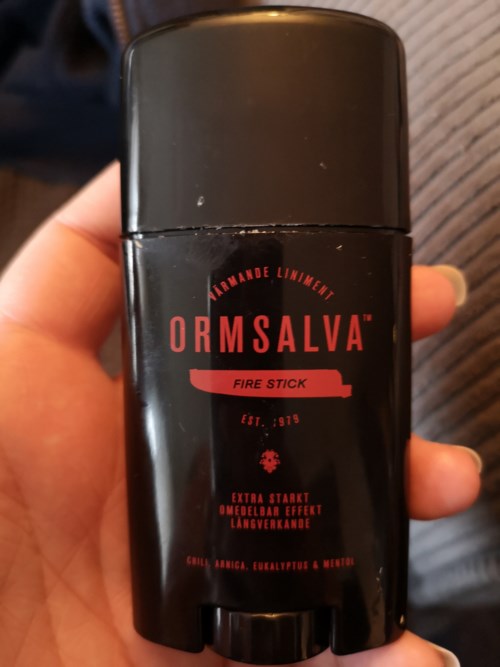 VÄRMANDE LINIMENT
ORMSALVA™
FIRE STICK
EST. 1979
EXTRA STARKT
OMEDELBAR EFFEKT
LÅNGVERKANDE
CHILI, ARNICA, EUKALYPTUS & MENTOL